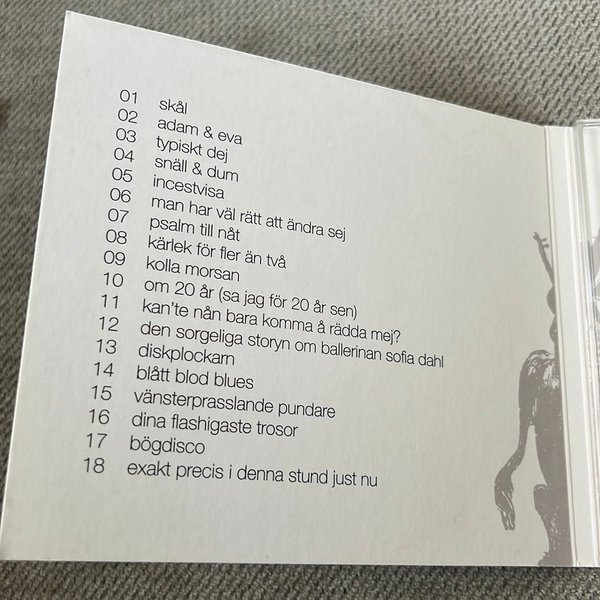 01 skål
02 adam & eva
03 typiskt dej
04 snäll & dum
05 incestvisa
06 man har väl rätt att ändra sej
07 psalm till nåt
08 kärlek för fler än två
09 kolla morsan
10 om 20 år (sa jag för 20 år sen)
11 kan'te nån bara komma å rädda mej?
12 den sorgeliga storyn om ballerinan sofia dahl
13 diskplockarn
14 blått blod blues
15 vänsterprasslande pundare
16 dina flashigaste trosor
17 bögdisco
18 exakt precis i denna stund just nu